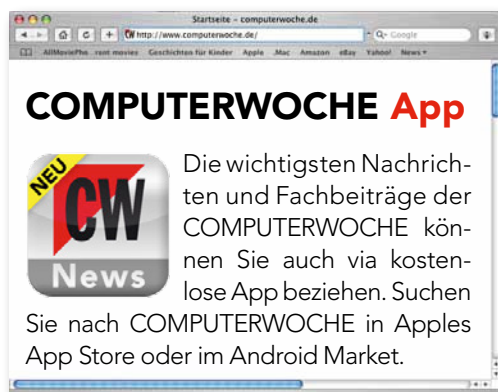 Startseite – computerwoche.de
http://www.computerwoche.de/
Google
AllMoviePho...rent movies Geschichten für Kinder Apple .Mac Amazon eBay Yahoo! News
COMPUTERWOCHE App
NEU
CW
News
Die wichtigsten Nachrich-
ten und Fachbeiträge der
COMPUTERWOCHE kön-
nen Sie auch via kosten-
lose App beziehen. Suchen
Sie nach COMPUTERWOCHE in Apples
App Store oder im Android Market.